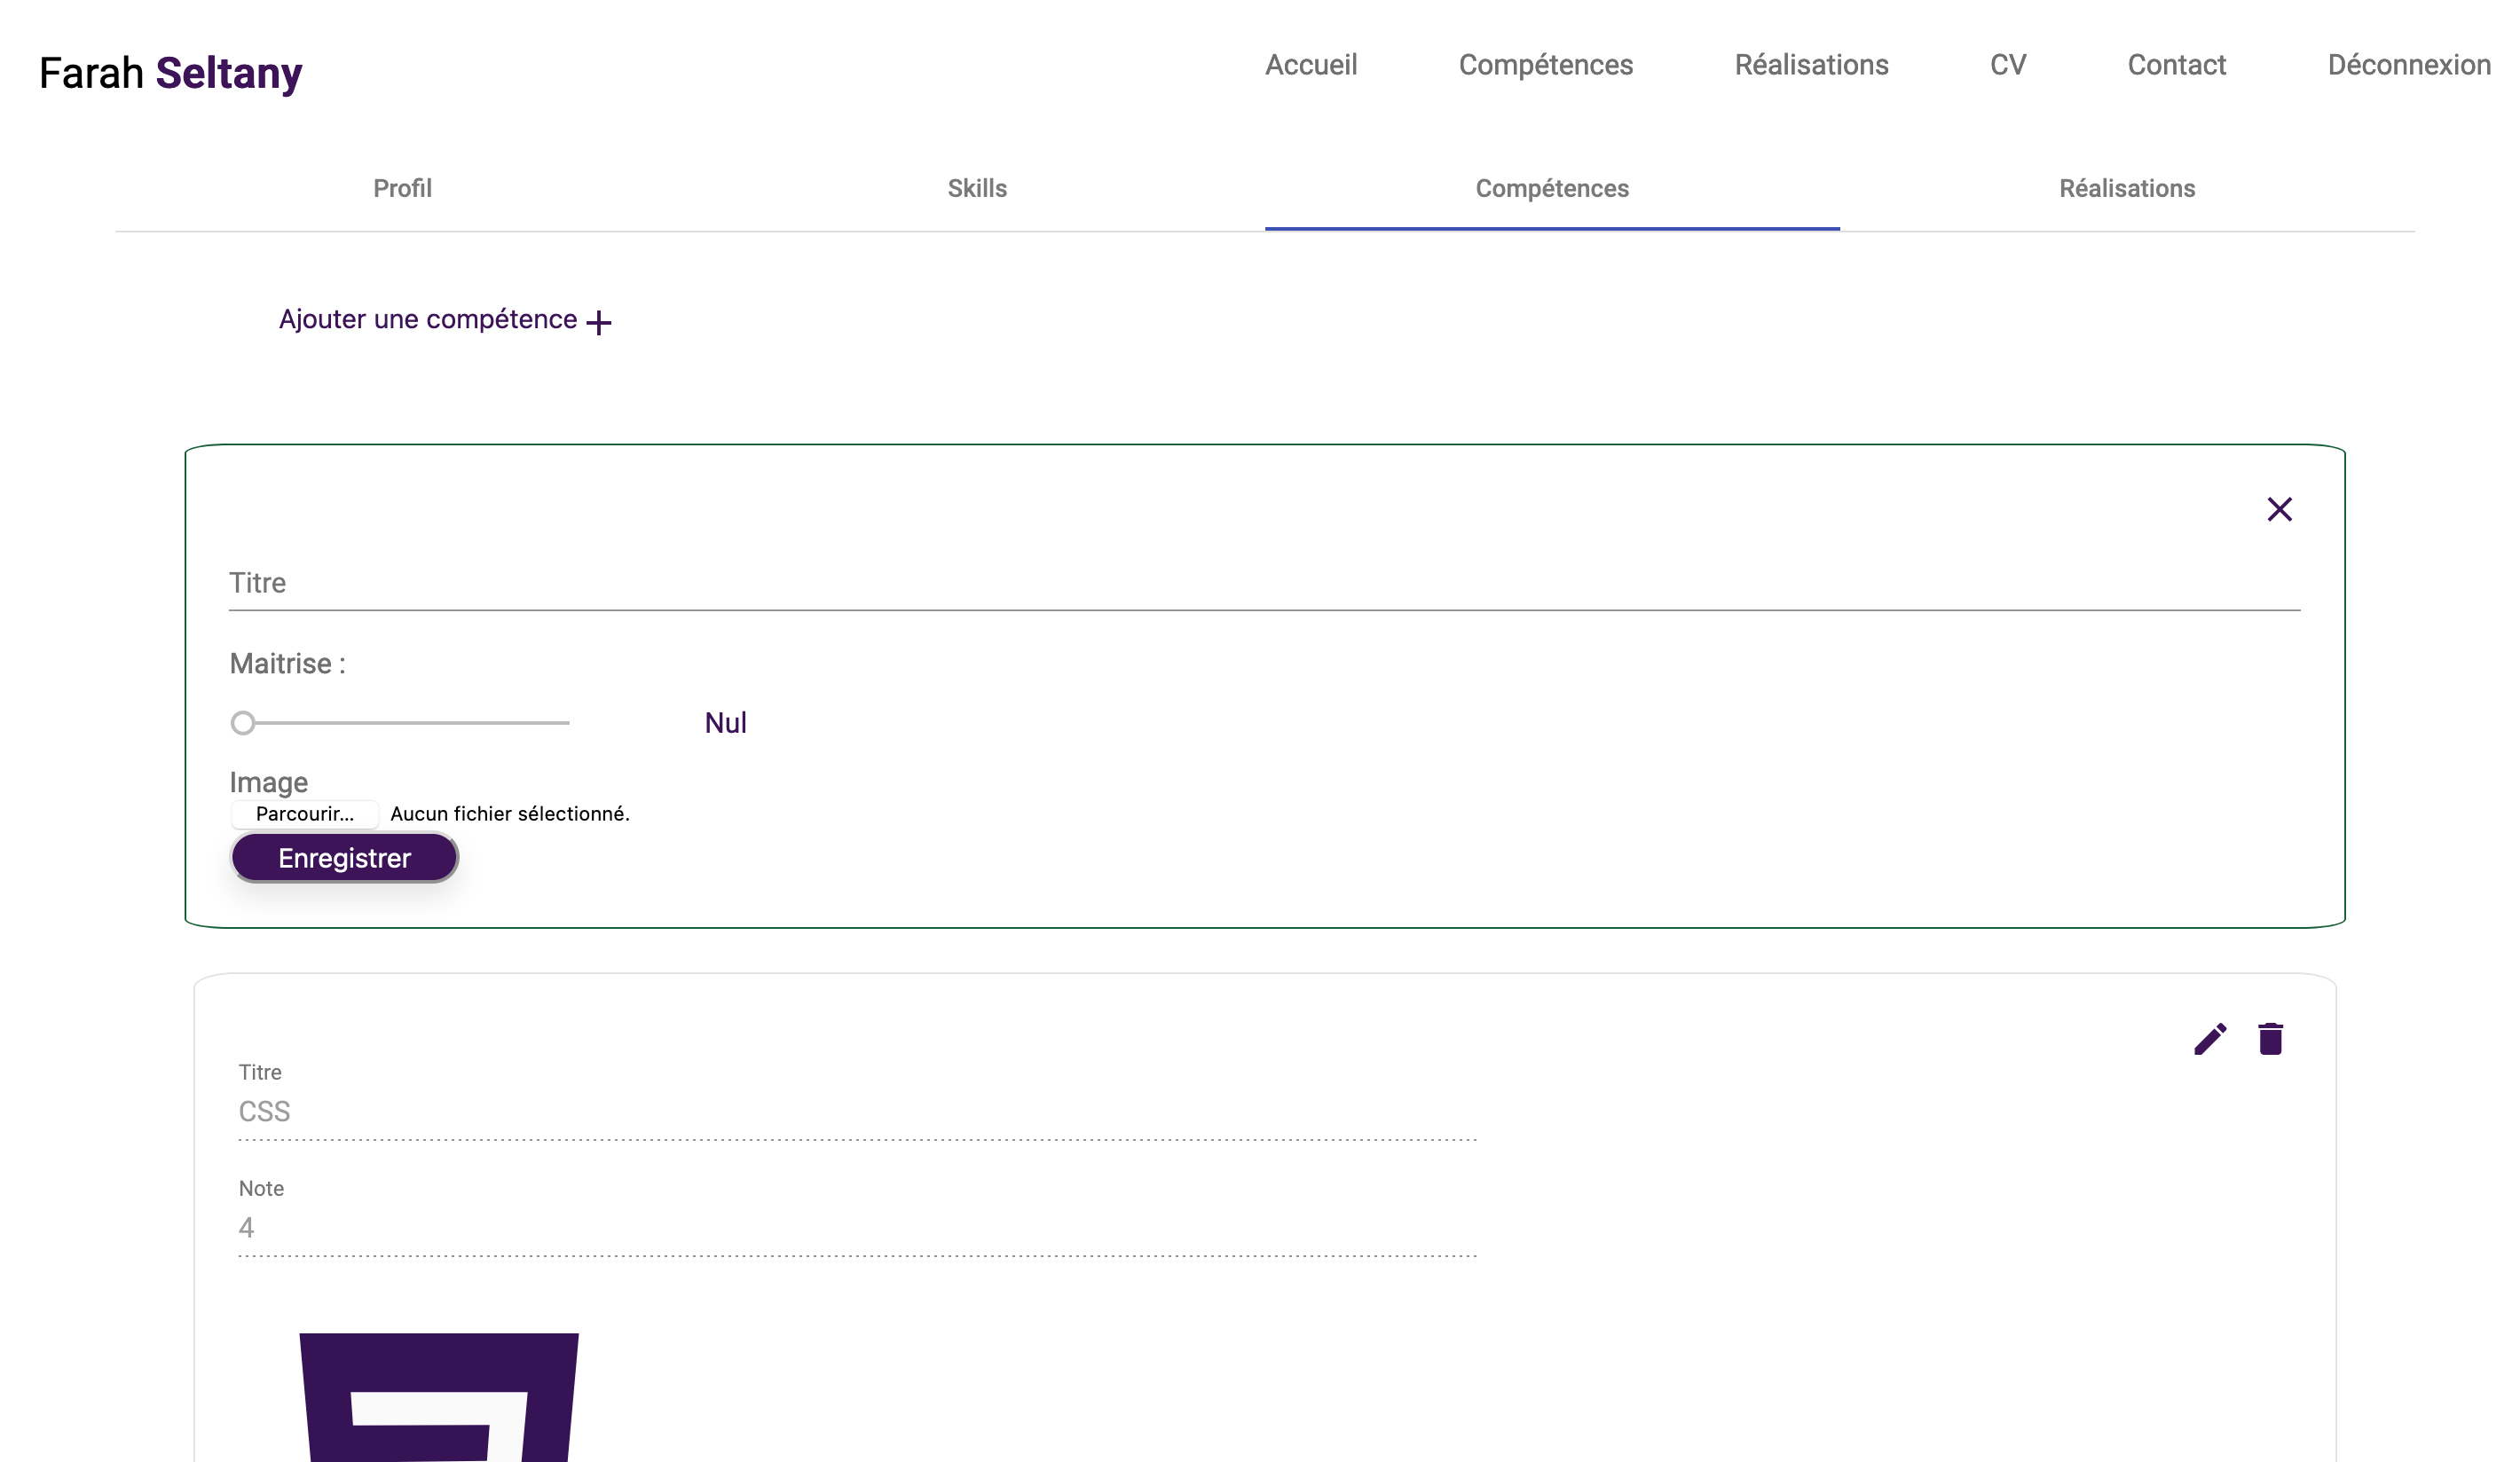 Farah Seltany
Accueil Compétences Réalisations CV Contact Déconnexion
Profil Skills Compétences Réalisations
Ajouter une compétence +
Titre
Maitrise :
Nul
Image
Parcourir... Aucun fichier sélectionné.
Enregistrer
Titre
CSS
Note
4